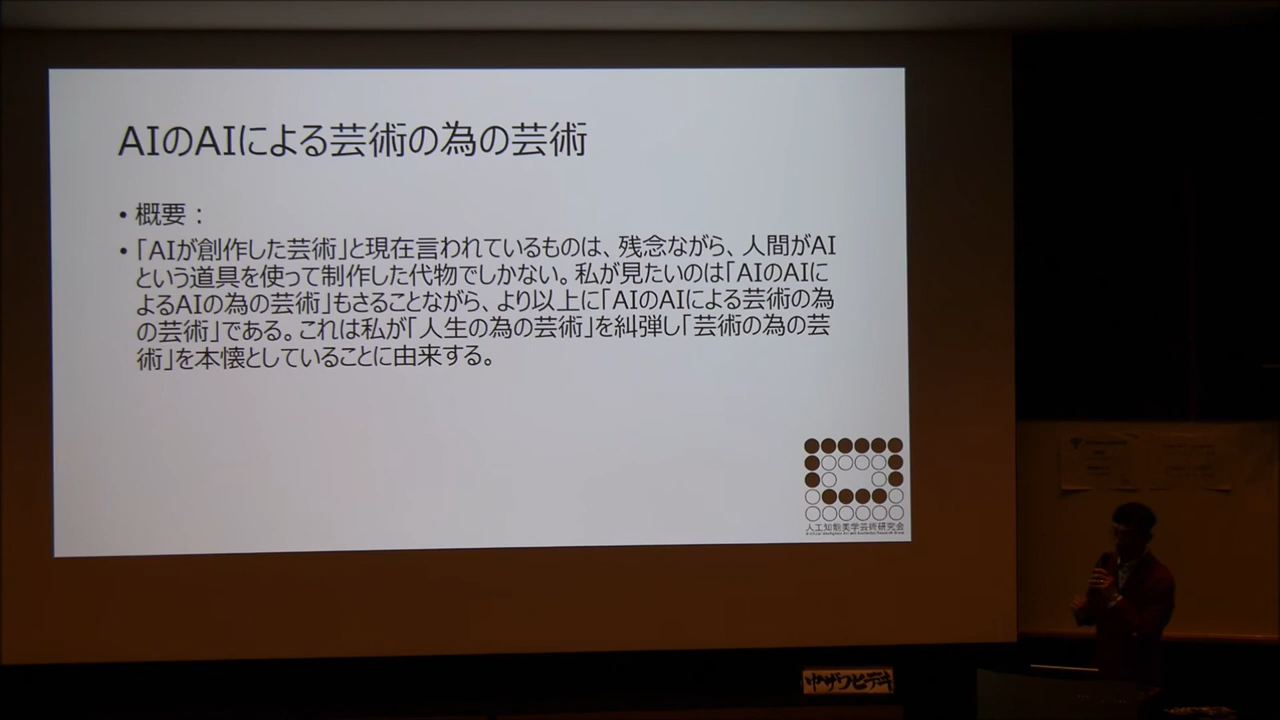 AIのAIによる芸術の為の芸術
• 概要：
• 「AIが創作した芸術」と現在言われているものは、残念ながら、人間がAI
という道具を使って制作した代物でしかない。私が見たいのは「AIのAIに
よるAIの為の芸術」もさることながら、より以上に「AIのAIによる芸術の為
の芸術」である。これは私が「人生の為の芸術」を糾弾し「芸術の為の芸
術」を本懐としていることに由来する。
人工知能美学芸術研究会
中ザワヒデキ